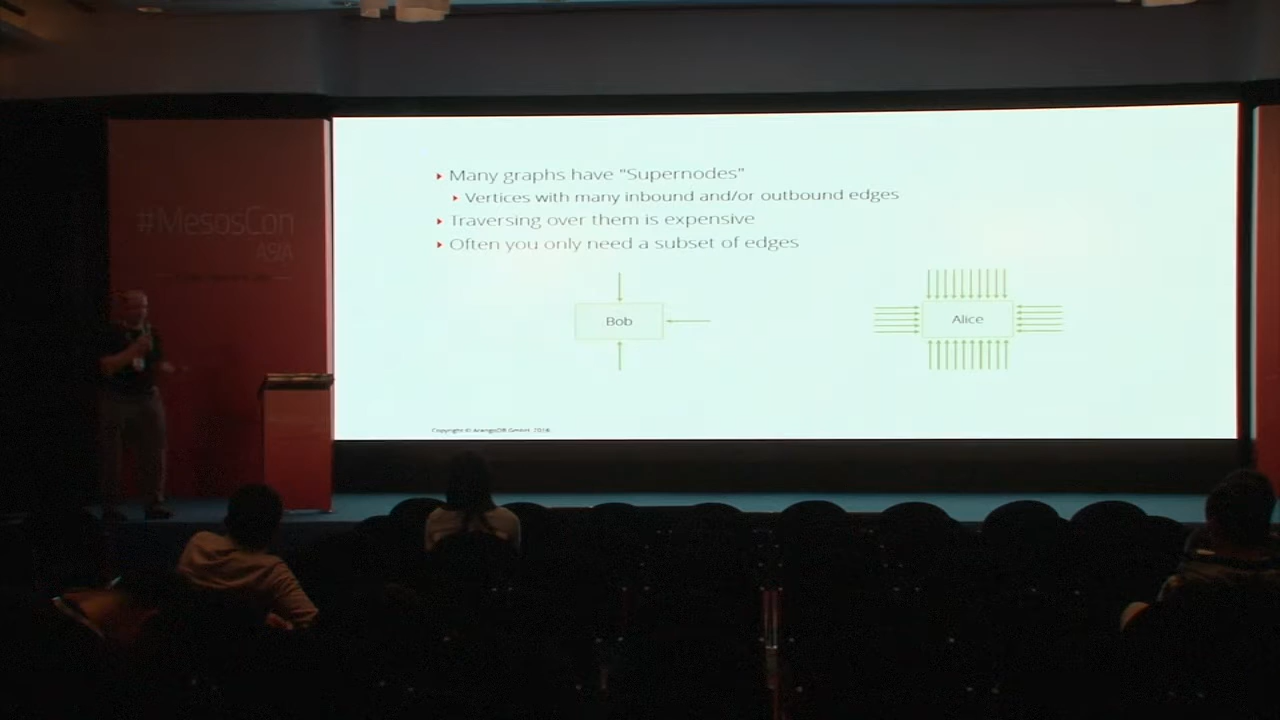 #MesosCon
ASIA
Many graphs have "Supernodes"
Vertices with many inbound and/or outbound edges
Traversing over them is expensive
Often you only need a subset of edges
Bob
Alice
Copyright © ArangoDB GmbH, 2016